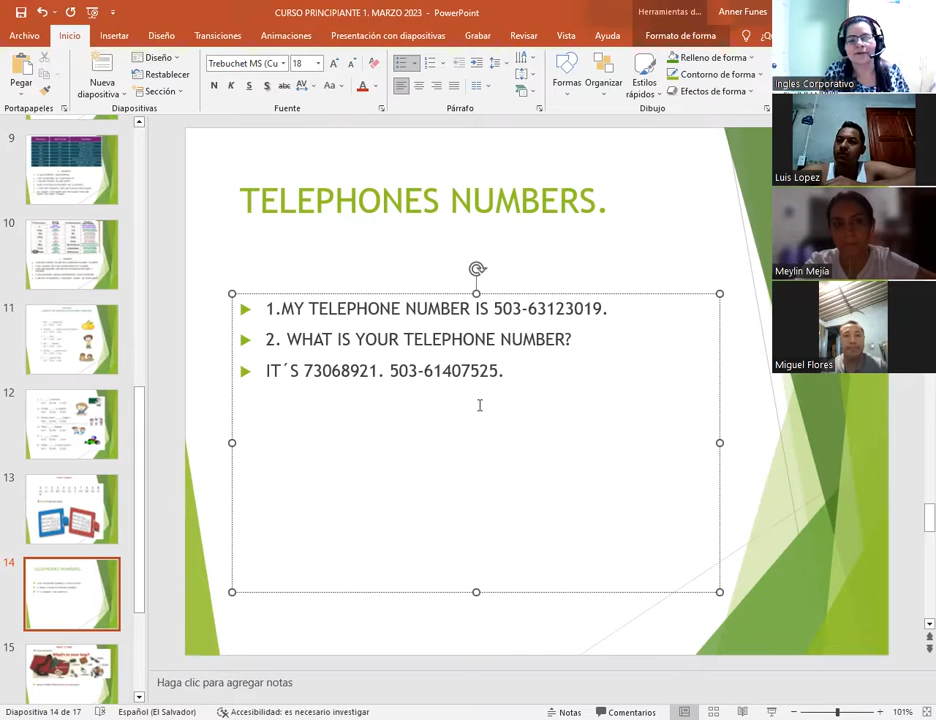 CURSO PRINCIPIANTE 1. MARZO 2023 - PowerPoint
Herramientas d...
Anner Funes
Archivo Inicio Insertar Diseño Transiciones Animaciones Presentación con diapositivas Grabar Revisar Vista Ayuda Formato de forma
Pegar
Portapapeles
Nueva diapositiva
Diseño
Restablecer
Sección
Diapositivas
Trebuchet MS (Cu 18
N K S abc AV Aa A
Fuente
Párrafo
Formas
Organizar
Estilos rápidos
Relleno de forma
Contorno de forma
Efectos de forma
Dibujo
Ingles Corporativo
Luis Lopez
Meylin Mejía
Miguel Flores
9
10
11
12
13
14
15
TELEPHONES NUMBERS.
1.MY TELEPHONE NUMBER IS 503-63123019.
2. WHAT IS YOUR TELEPHONE NUMBER?
IT´S 73068921. 503-61407525.
Haga clic para agregar notas
Diapositiva 14 de 17 Español (El Salvador) Accesibilidad: es necesario investigar Notas Comentarios 101%